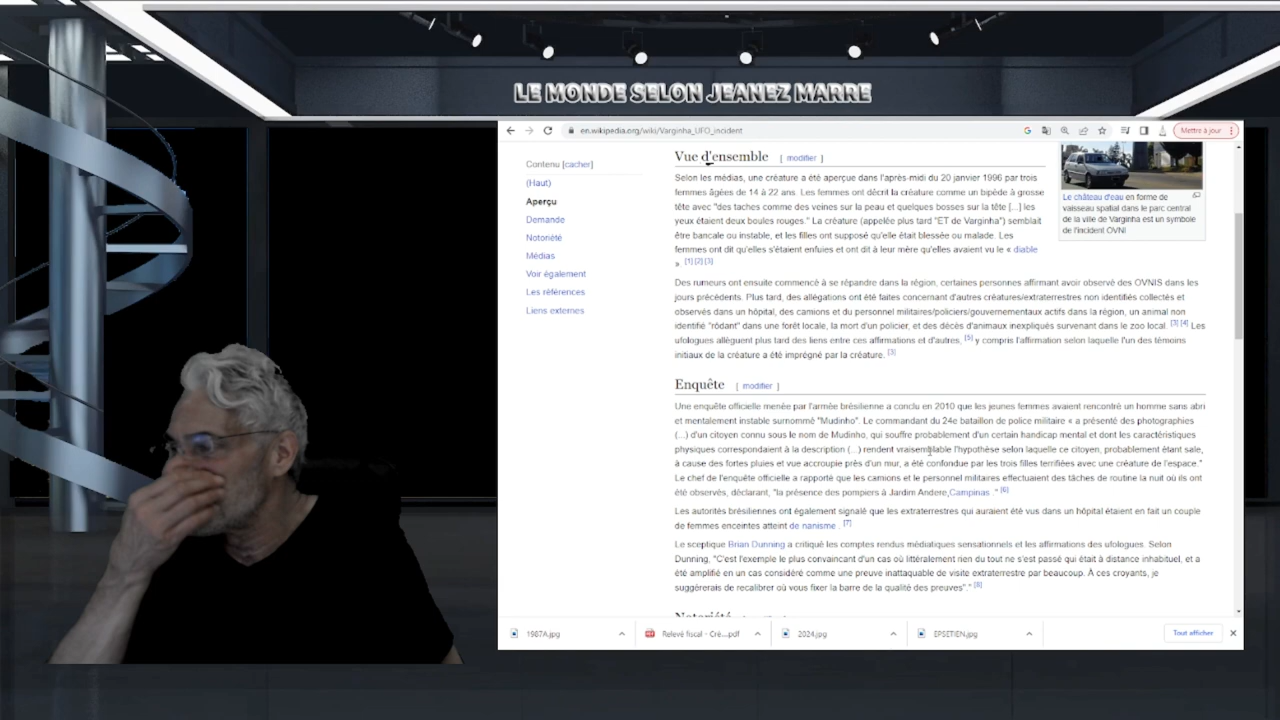 LE MONDE SELON JEANEZ MARRE
en.wikipedia.org/wiki/Varginha_UFO_incident
Mettre à jour
Contenu [cacher]
(Haut)
Aperçu
Demande
Notoriété
Médias
Voir également
Les références
Liens externes
Vue d'ensemble [ modifier ]
Selon les médias, une créature a été aperçue dans l'après-midi du 20 janvier 1996 par trois
femmes âgées de 14 à 22 ans. Les femmes ont décrit la créature comme un bipède à grosse
tête avec "des taches comme des veines sur la peau et quelques bosses sur la tête [...] les
yeux étaient deux boules rouges." La créature (appelée plus tard "ET de Varginha") semblait
être bancale ou instable, et les filles ont supposé qu'elle était blessée ou malade. Les
femmes ont dit qu'elles s'étaient enfuies et ont dit à leur mère qu'elles avaient vu le « diable
». [1] [2] [3]
Le château d'eau en forme de
vaisseau spatial dans le parc central
de la ville de Varginha est un symbole
de l'incident OVNI
Des rumeurs ont ensuite commencé à se répandre dans la région, certaines personnes affirmant avoir observé des OVNIS dans les
jours précédents. Plus tard, des allégations ont été faites concernant d'autres créatures/extraterrestres non identifiés collectés et
observés dans un hôpital, des camions et du personnel militaires/policiers/gouvernementaux actifs dans la région, un animal non
identifié "rôdant" dans une forêt locale, la mort d'un policier, et des décès d'animaux inexpliqués survenant dans le zoo local. [3] [4] Les
ufologues allèguent plus tard des liens entre ces affirmations et d'autres, [5] y compris l'affirmation selon laquelle l'un des témoins
initiaux de la créature a été imprégné par la créature. [3]
Enquête [ modifier ]
Une enquête officielle menée par l'armée brésilienne a conclu en 2010 que les jeunes femmes avaient rencontré un homme sans abri
et mentalement instable surnommé "Mudinho". Le commandant du 24e bataillon de police militaire « a présenté des photographies
(...) d'un citoyen connu sous le nom de Mudinho, qui souffre probablement d'un certain handicap mental et dont les caractéristiques
physiques correspondaient à la description (...) rendent vraisemblable l'hypothèse selon laquelle ce citoyen, probablement étant sale,
à cause des fortes pluies et vue accroupie près d'un mur, a été confondue par les trois filles terrifiées avec une créature de l'espace."
Le chef de l'enquête officielle a rapporté que les camions et le personnel militaires effectuaient des tâches de routine la nuit où ils ont
été observés, déclarant, "la présence des pompiers à Jardim Andere,Campinas ." [6]
Les autorités brésiliennes ont également signalé que les extraterrestres qui auraient été vus dans un hôpital étaient en fait un couple
de femmes enceintes atteint de nanisme . [7]
Le sceptique Brian Dunning a critiqué les comptes rendus médiatiques sensationnels et les affirmations des ufologues. Selon
Dunning, "C'est l'exemple le plus convaincant d'un cas où littéralement rien du tout ne s'est passé qui était à distance inhabituel, et a
été amplifié en un cas considéré comme une preuve inattaquable de visite extraterrestre par beaucoup. À ces croyants, je
suggérerais de recalibrer où vous fixer la barre de la qualité des preuves"." [8]
Notoriété
1987A.jpg
Relevé fiscal - Cré....pdf
2024.jpg
EPSETIEN.jpg
Tout afficher